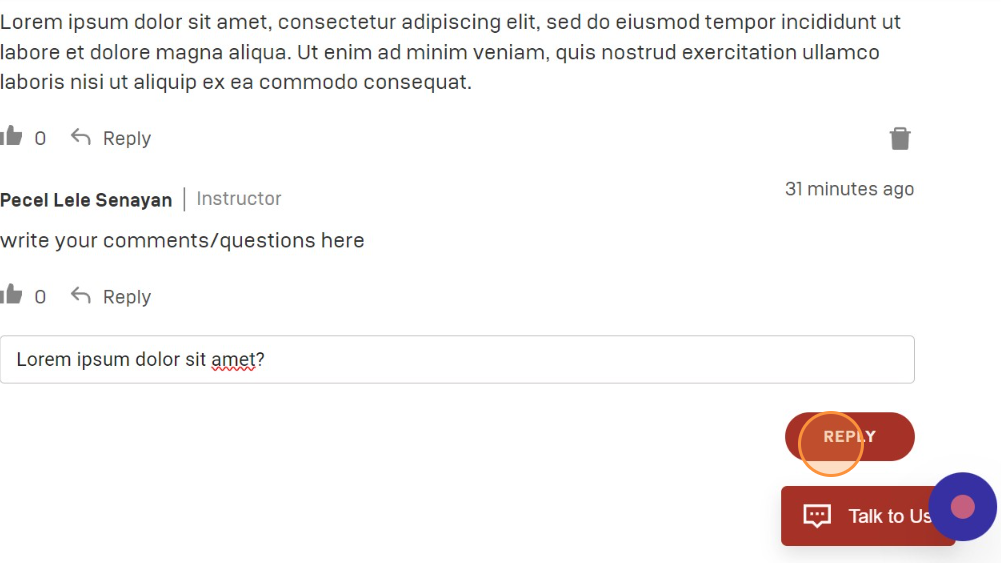 Lorem ipsum dolor sit amet, consectetur adipiscing elit, sed do eiusmod tempor incididunt ut
labore et dolore magna aliqua. Ut enim ad minim veniam, quis nostrud exercitation ullamco
laboris nisi ut aliquip ex ea commodo consequat.
0 Reply
Pecel Lele Senayan | Instructor
31 minutes ago
write your comments/questions here
0 Reply
Lorem ipsum dolor sit amet?
REPLY
Talk to Us